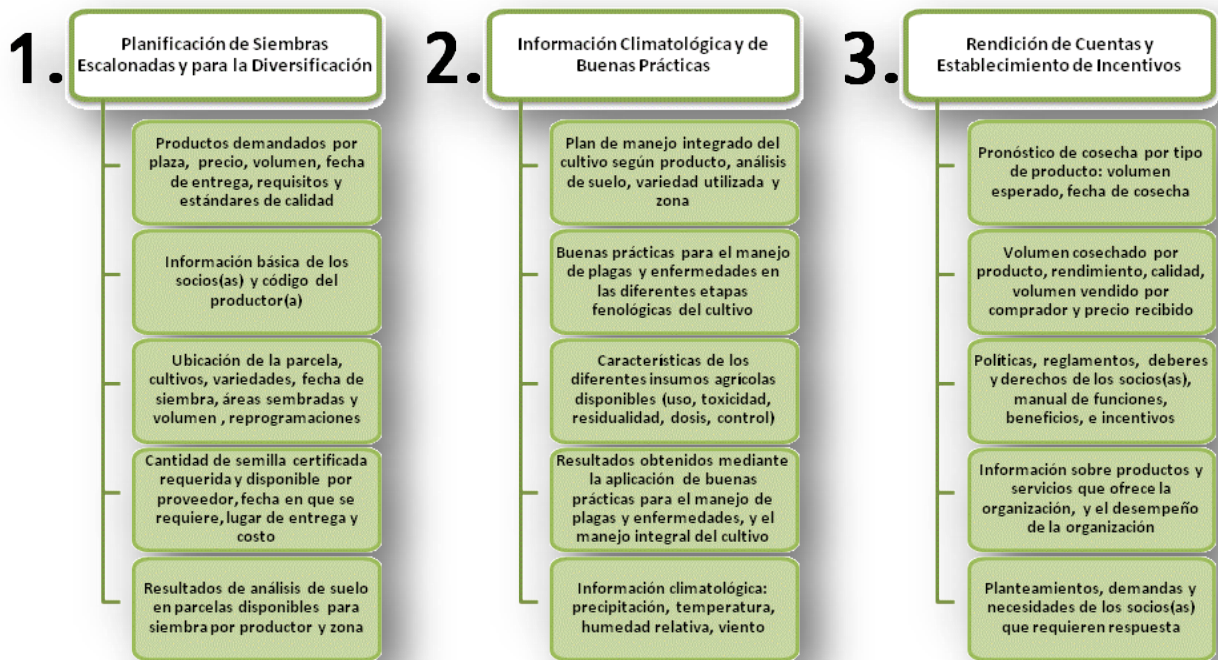 1.
Planificación de Siembras
Escalonadas y para la Diversificación
Productos demandados por
plaza, precio, volumen, fecha
de entrega, requisitos y
estándares de calidad
Información básica de los
socios(as) y código del
productor(a)
Ubicación de la parcela,
cultivos, variedades, fecha de
siembra, áreas sembradas y
volumen , reprogramaciones
Cantidad de semilla certificada
requerida y disponible por
proveedor, fecha en que se
requiere, lugar de entrega y
costo
Resultados de análisis de suelo
en parcelas disponibles para
siembra por productor y zona
2.
Información Climatológica y de
Buenas Prácticas
Plan de manejo integrado del
cultivo según producto, análisis
de suelo, variedad utilizada y
zona
Buenas prácticas para el manejo
de plagas y enfermedades en
las diferentes etapas
fenológicas del cultivo
Características de los
diferentes insumos agrícolas
disponibles (uso, toxicidad,
residualidad, dosis, control)
Resultados obtenidos mediante
la aplicación de buenas
prácticas para el manejo de
plagas y enfermedades, y el
manejo integral del cultivo
Información climatológica:
precipitación, temperatura,
humedad relativa, viento
3.
Rendición de Cuentas y
Establecimiento de Incentivos
Pronóstico de cosecha por tipo
de producto: volumen
esperado, fecha de cosecha
Volumen cosechado por
producto, rendimiento, calidad,
volumen vendido por
comprador y precio recibido
Políticas, reglamentos, deberes
y derechos de los socios(as),
manual de funciones,
beneficios, e incentivos
Información sobre productos y
servicios que ofrece la
organización, y el desempeño
de la organización
Planteamientos, demandas y
necesidades de los socios(as)
que requieren respuesta